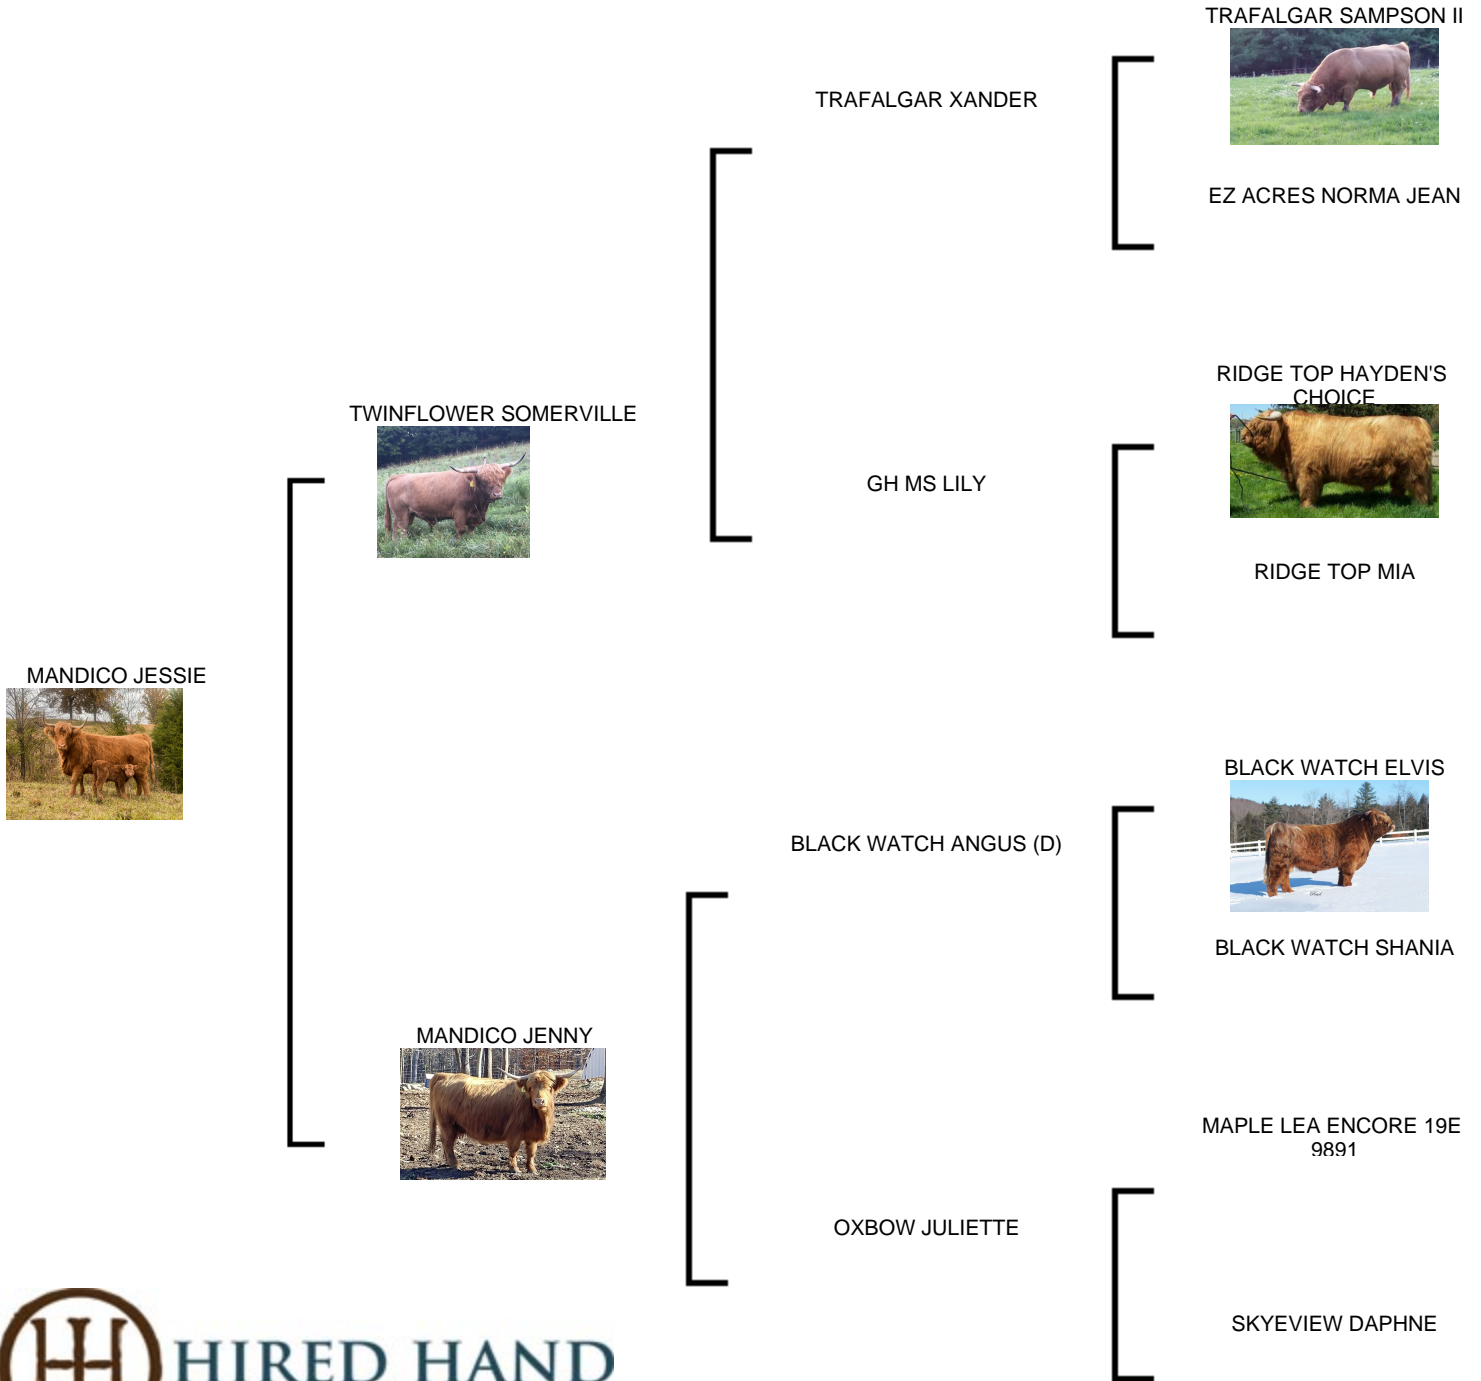 TRAFALGAR SAMPSON II
TRAFALGAR XANDER
EZ ACRES NORMA JEAN
RIDGE TOP HAYDEN'S
CHOICE
TWINFLOWER SOMERVILLE
GH MS LILY
RIDGE TOP MIA
MANDICO JESSIE
BLACK WATCH ELVIS
BLACK WATCH ANGUS (D)
BLACK WATCH SHANIA
MANDICO JENNY
MAPLE LEA ENCORE 19E
9891
OXBOW JULIETTE
SKYEVIEW DAPHNE
HIRED HAND